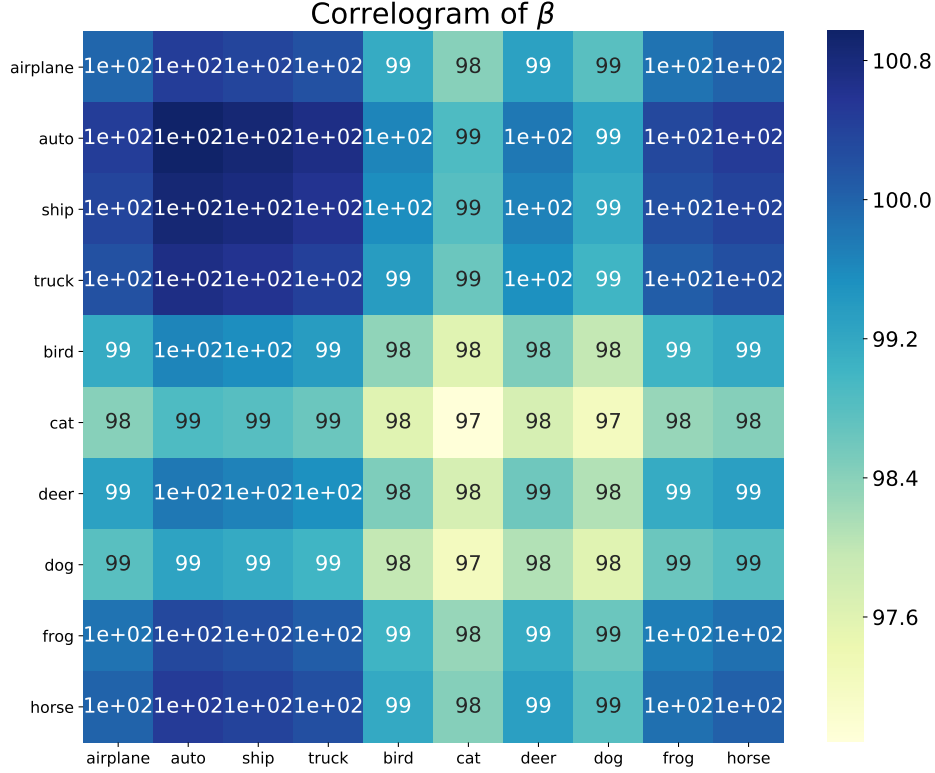 Correlogram of β
airplane 1e+02 1e+02 1e+02 1e+02 99 98 99 99 1e+02 1e+02
auto 1e+02 1e+02 1e+02 1e+02 1e+02 99 1e+02 99 1e+02 1e+02
ship 1e+02 1e+02 1e+02 1e+02 1e+02 99 1e+02 99 1e+02 1e+02
truck 1e+02 1e+02 1e+02 1e+02 99 99 1e+02 99 1e+02 1e+02
bird 99 1e+02 1e+02 99 98 98 98 98 99 99
cat 98 99 99 99 98 97 98 97 98 98
deer 99 1e+02 1e+02 1e+02 98 98 99 98 99 99
dog 99 99 99 99 98 97 98 98 99 99
frog 1e+02 1e+02 1e+02 1e+02 99 98 99 99 1e+02 1e+02
horse 1e+02 1e+02 1e+02 1e+02 99 98 99 99 1e+02 1e+02
airplane auto ship truck bird cat deer dog frog horse
100.8
100.0
99.2
98.4
97.6